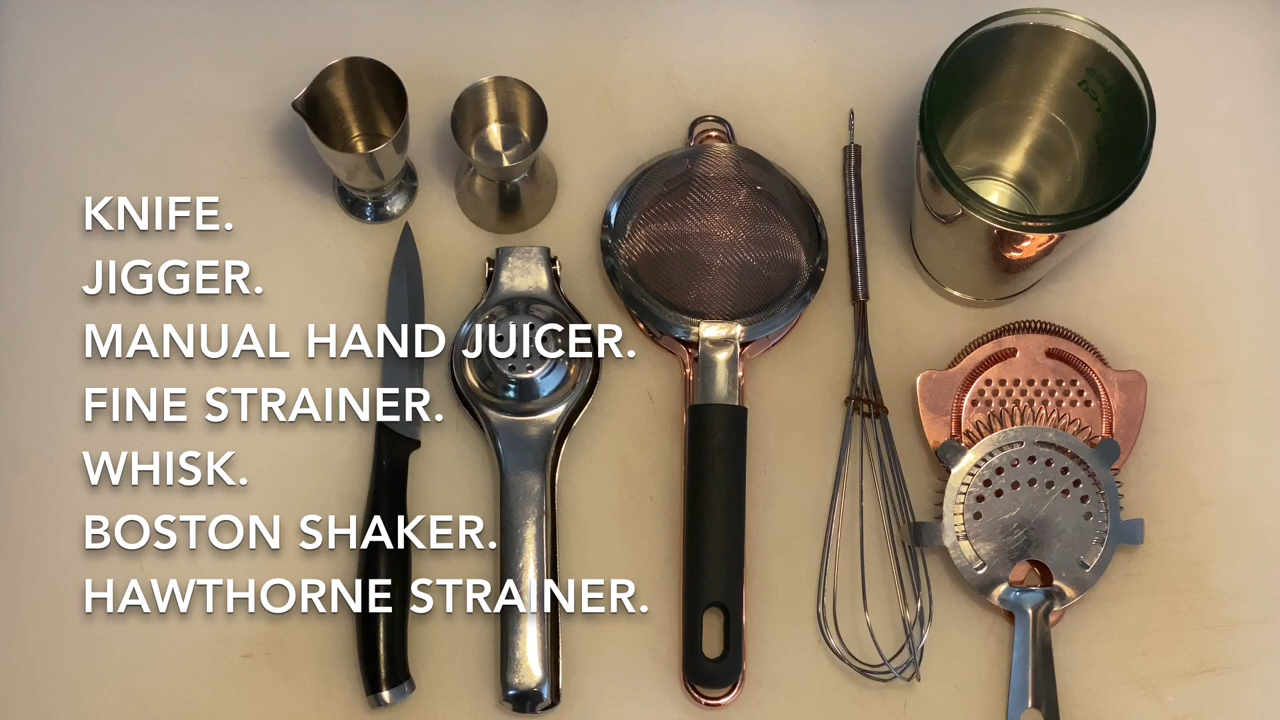 KNIFE.
JIGGER.
MANUAL HAND JUICER.
FINE STRAINER.
WHISK.
BOSTON SHAKER.
HAWTHORNE STRAINER.